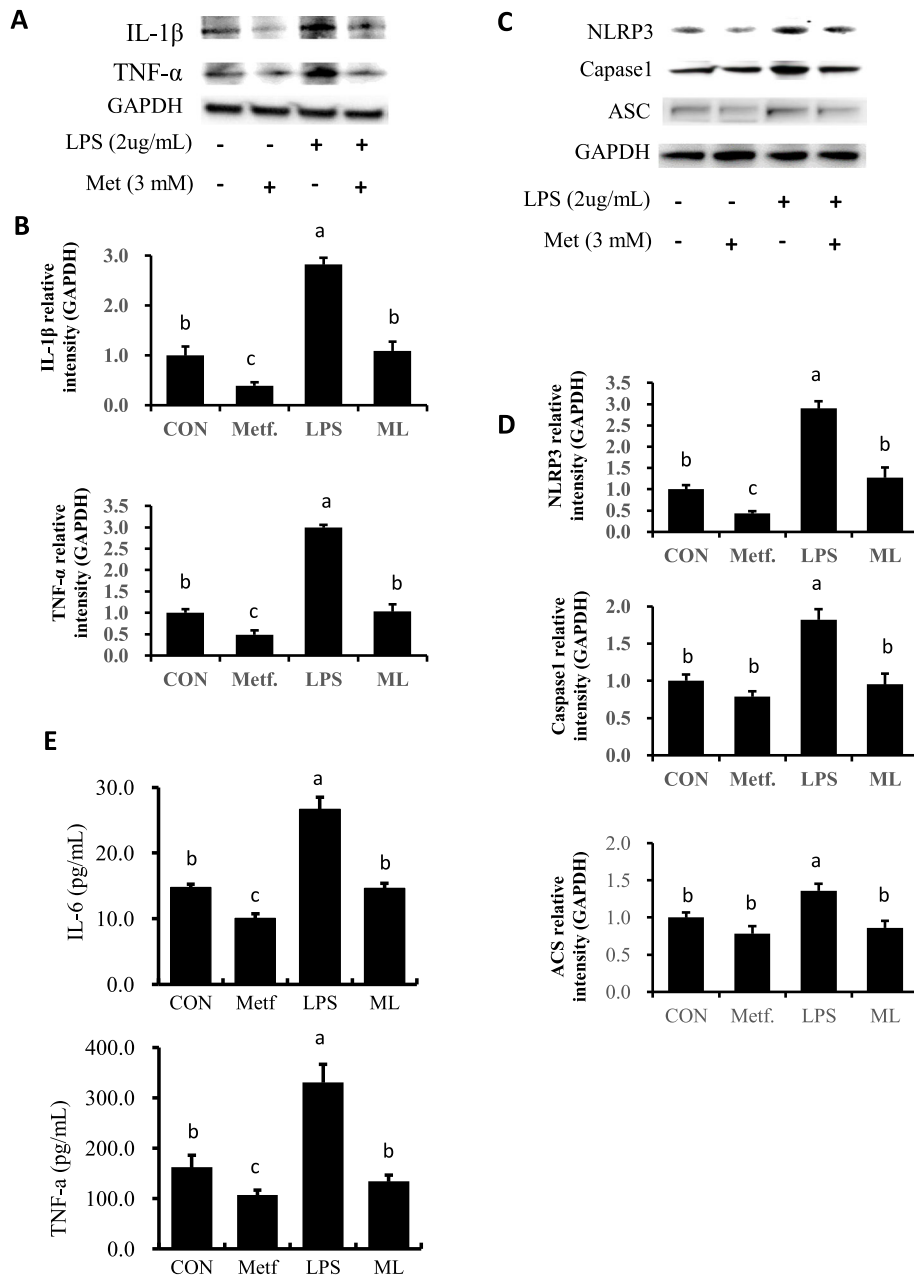 A
IL-1β
TNF-α
GAPDH
LPS (2ug/mL) - - + +
Met (3 mM) - + - +
B
IL-1β relative
intensity (GAPDH)
3.0
2.0
1.0
0.0
b
c
a
b
CON Metf. LPS ML
TNF-α relative
intensity (GAPDH)
3.5
3.0
2.5
2.0
1.5
1.0
0.5
0.0
b
c
a
b
CON Metf. LPS ML
C
NLRP3
Capase1
ASC
GAPDH
LPS (2ug/mL) - - + +
Met (3 mM) - + - +
D
NLRP3 relative
intensity (GAPDH)
3.5
3.0
2.5
2.0
1.5
1.0
0.5
0.0
b
c
a
b
CON Metf. LPS ML
Caspase1 relative
intensity (GAPDH)
2.0
1.5
1.0
0.5
0.0
b
b
a
b
CON Metf. LPS ML
ACS relative
intensity (GAPDH)
2.0
1.5
1.0
0.5
0.0
b
b
a
b
CON Metf. LPS ML
E
IL-6 (pg/mL)
30.0
20.0
10.0
0.0
b
c
a
b
CON Metf LPS ML
TNF-a (pg/mL)
400.0
300.0
200.0
100.0
0.0
b
c
a
b
CON Metf LPS ML